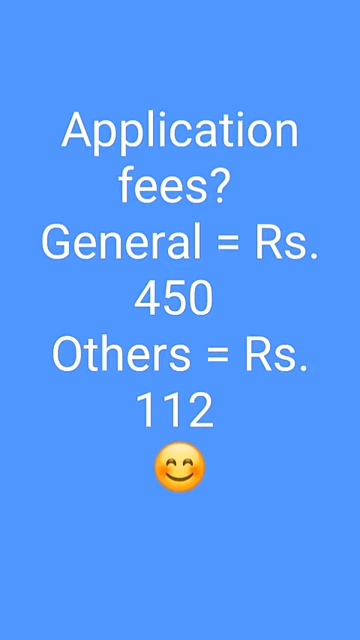 Application
fees?
General = Rs.
450
Others = Rs.
112
😊